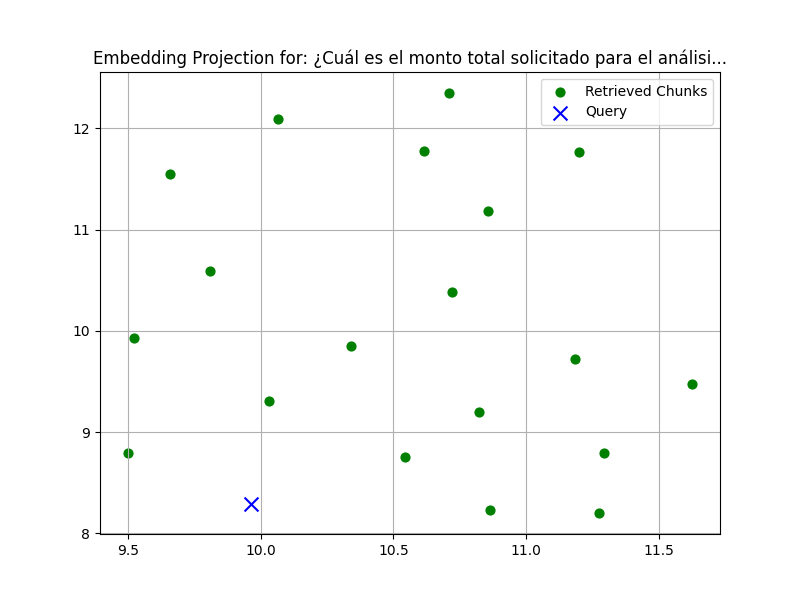 Embedding Projection for: ¿Cuál es el monto total solicitado para el análisi...
Retrieved Chunks
Query
12
11
10
9
8
9.5 10.0 10.5 11.0 11.5